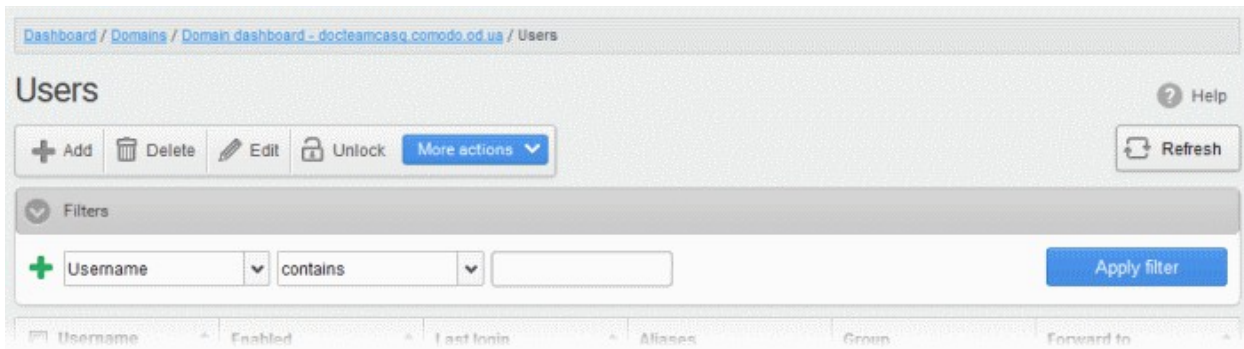 Dashboard / Domains / Domain dashboard - docteamcasg.comodo.od.ua / Users
Users
Help
Add Delete Edit Unlock More actions
Refresh
Filters
Username contains
Apply filter
Username Enabled Last login Aliases Group Forward to